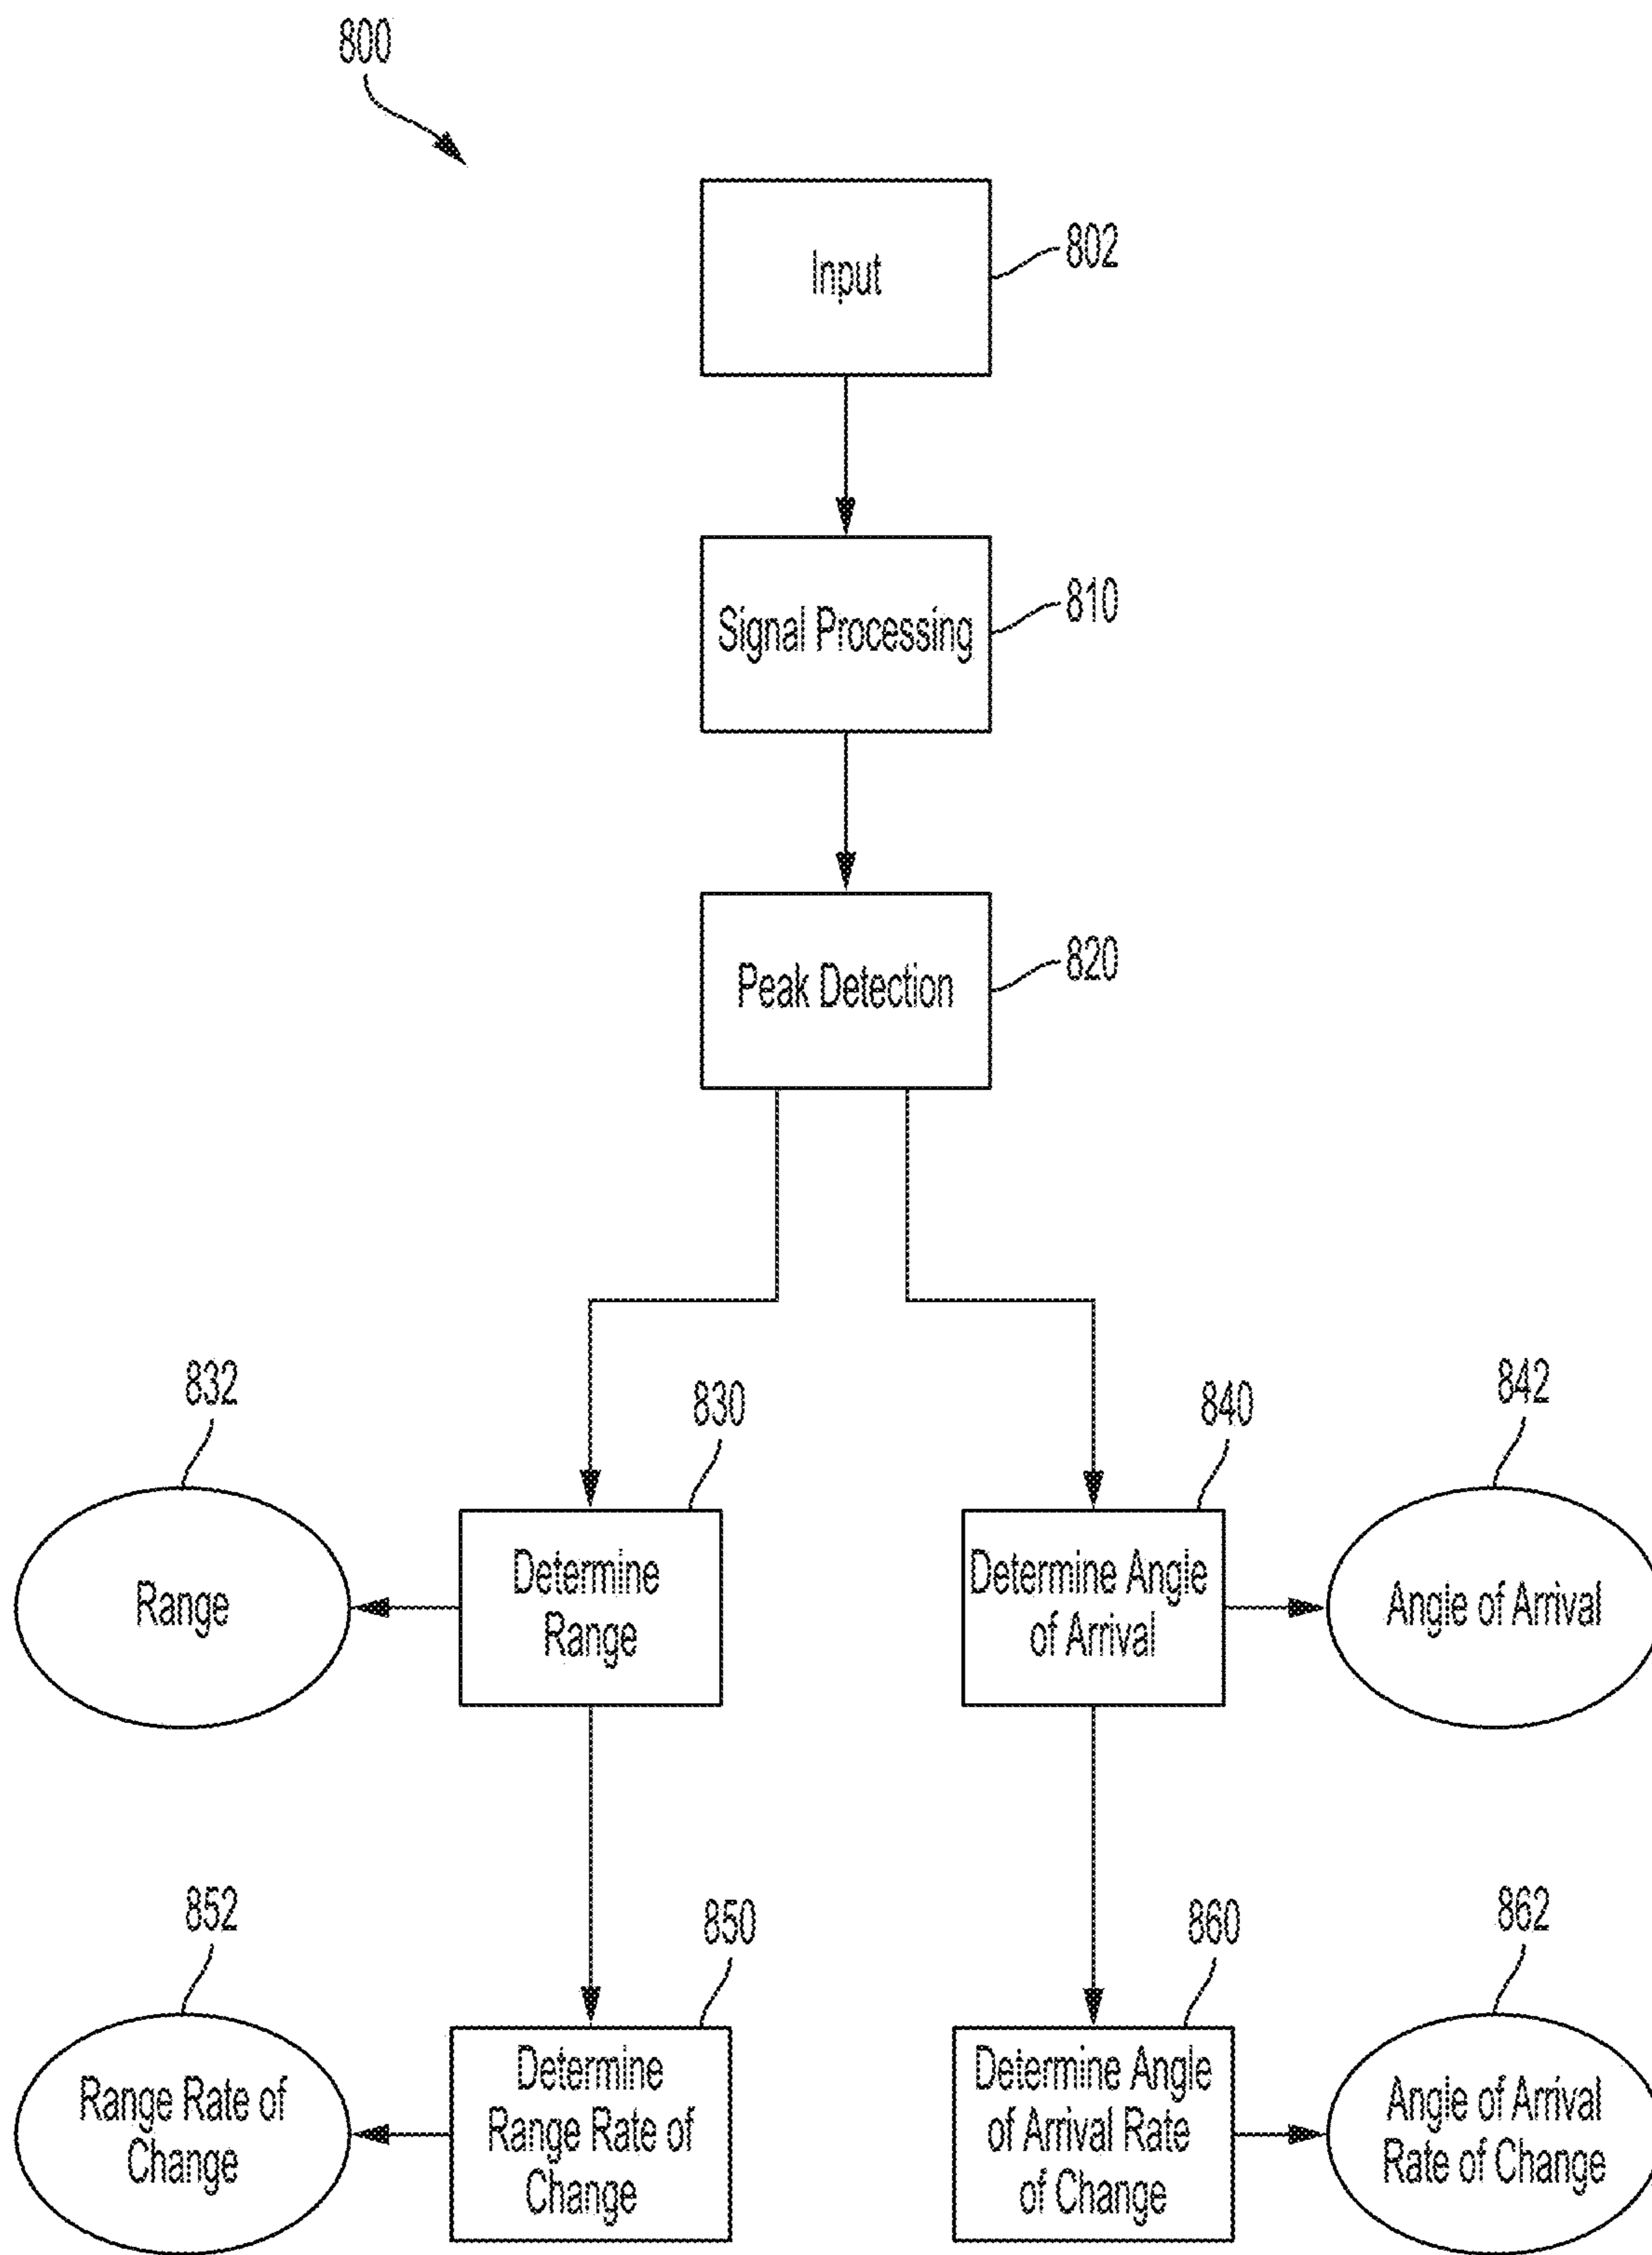 800
Input
802
Signal Processing
810
Peak Detection
820
832
830
840
842
Range
Determine
Range
Determine Angle
of Arrival
Angle of Arrival
852
850
860
862
Range Rate of
Change
Determine
Range Rate of
Change
Determine Angle
of Arrival Rate
of Change
Angle of Arrival
Rate of Change